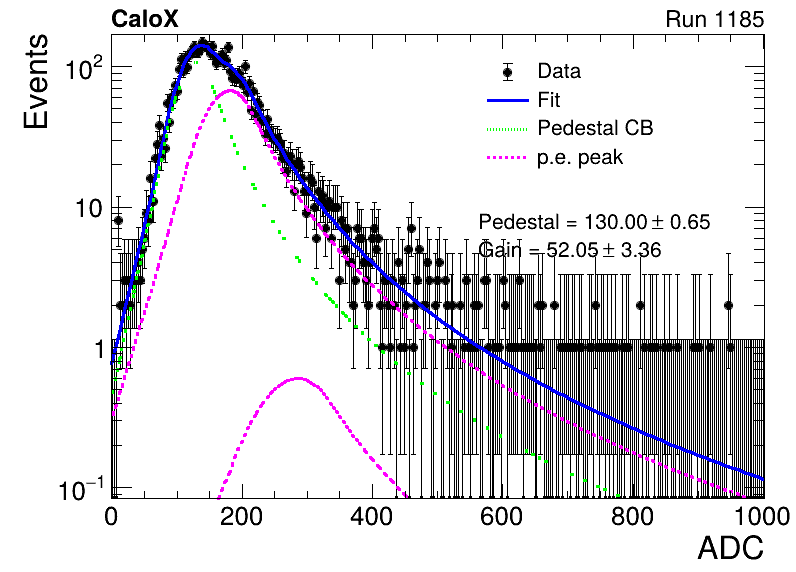 CaloX Run 1185
Events
10²
10
1
10⁻¹
Data
Fit
Pedestal CB
p.e. peak
Pedestal = 130.00 ± 0.65
Gain = 52.05 ± 3.36
0 200 400 600 800 1000
ADC